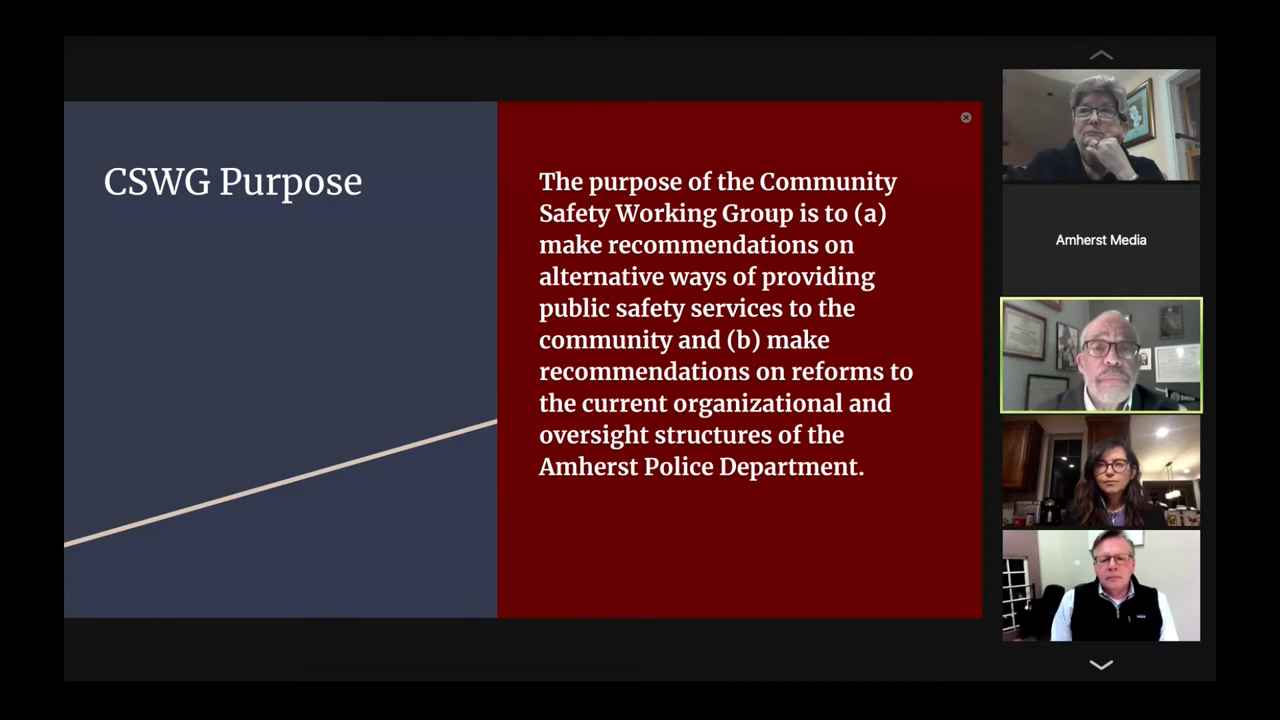 CSWG Purpose
The purpose of the Community
Safety Working Group is to (a)
make recommendations on
alternative ways of providing
public safety services to the
community and (b) make
recommendations on reforms to
the current organizational and
oversight structures of the
Amherst Police Department.
Amherst Media